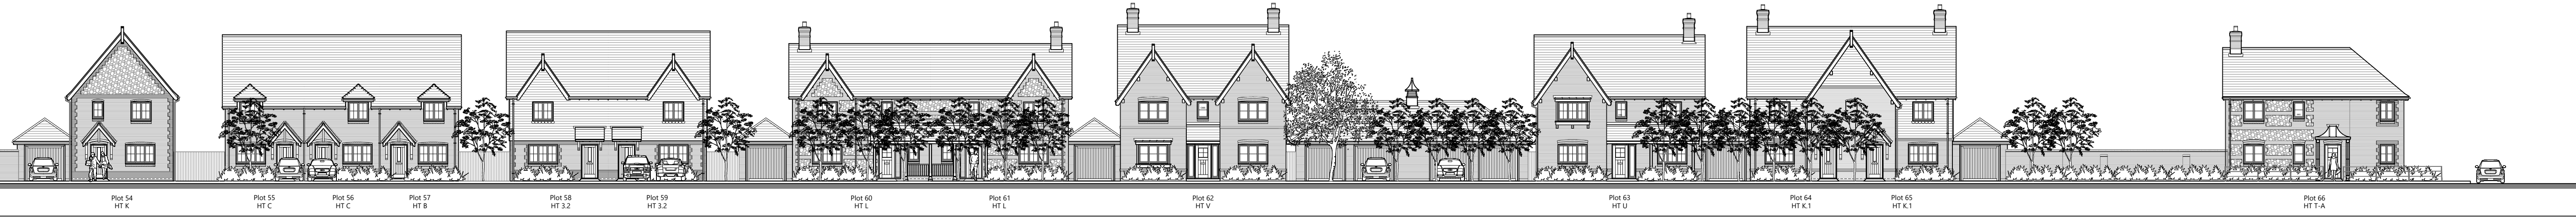 Plot 54
HT K
Plot 55
HT C
Plot 56
HT C
Plot 57
HT B
Plot 58
HT 3.2
Plot 59
HT 3.2
Plot 60
HT L
Plot 61
HT L
Plot 62
HT V
Plot 63
HT U
Plot 64
HT K.1
Plot 65
HT K.1
Plot 66
HT T-A